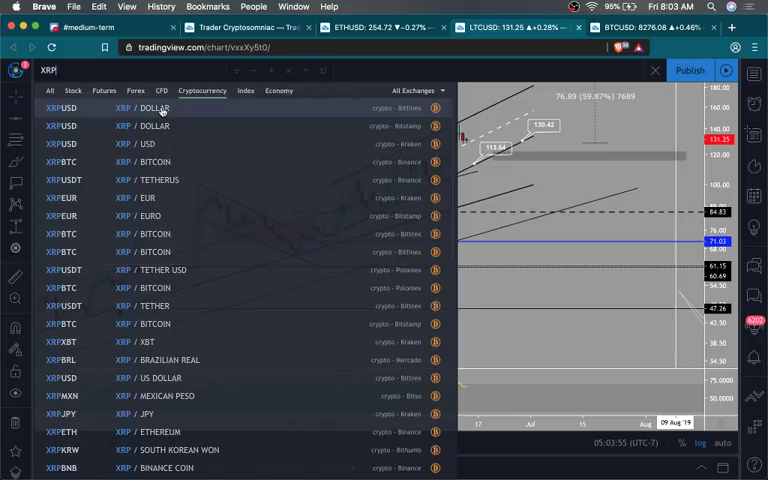 Brave File Edit View History Bookmarks People Window Help
95% Fri 8:03 AM
#medium-term
Trader Cryptosomniac — Tra
ETHUSD: 254.72 ▼−0.27% —
LTCUSD: 131.25 ▲+0.28% —
BTCUSD: 8276.08 ▲+0.46%
tradingview.com/chart/vxxXy5t0/
XRP
Publish
All Stock Futures Forex CFD Cryptocurrency Index Economy All Exchanges
XRPUSD XRP / DOLLAR crypto - Bitfinex
XRPUSD XRP / DOLLAR crypto - Bitstamp
XRPUSD XRP / USD crypto - Kraken
XRPBTC XRP / BITCOIN crypto - Binance
XRPUSDT XRP / TETHERUS crypto - Binance
XRPEUR XRP / EUR crypto - Kraken
XRPEUR XRP / EURO crypto - Bitstamp
XRPBTC XRP / BITCOIN crypto - Bitfinex
XRPBTC XRP / BITCOIN crypto - Bittrex
XRPUSDT XRP / TETHER USD crypto - Poloniex
XRPBTC XRP / BITCOIN crypto - Poloniex
XRPUSDT XRP / TETHER crypto - Bittrex
XRPBTC XRP / BITCOIN crypto - Bitstamp
XRPXBT XRP / XBT crypto - Kraken
XRPBRL XRP / BRAZILIAN REAL crypto - Mercado
XRPUSD XRP / US DOLLAR crypto - Bittrex
XRPMXN XRP / MEXICAN PESO crypto - Bitso
XRPJPY XRP / JPY crypto - Kraken
XRPETH XRP / ETHEREUM crypto - Binance
XRPKRW XRP / SOUTH KOREAN WON crypto - Bithumb
XRPBNB XRP / BINANCE COIN crypto - Binance
76.89 (59.87%) 7689
130.42
113.64
180.00
160.00
140.00
131.25
120.00
100.00
84.83
76.00
71.03
61.15
60.69
54.50
47.26
43.50
38.50
34.50
75.0000
50.0000
17 Jul 15 Aug 09 Aug '19
05:03:55 (UTC-7) % log auto
6202